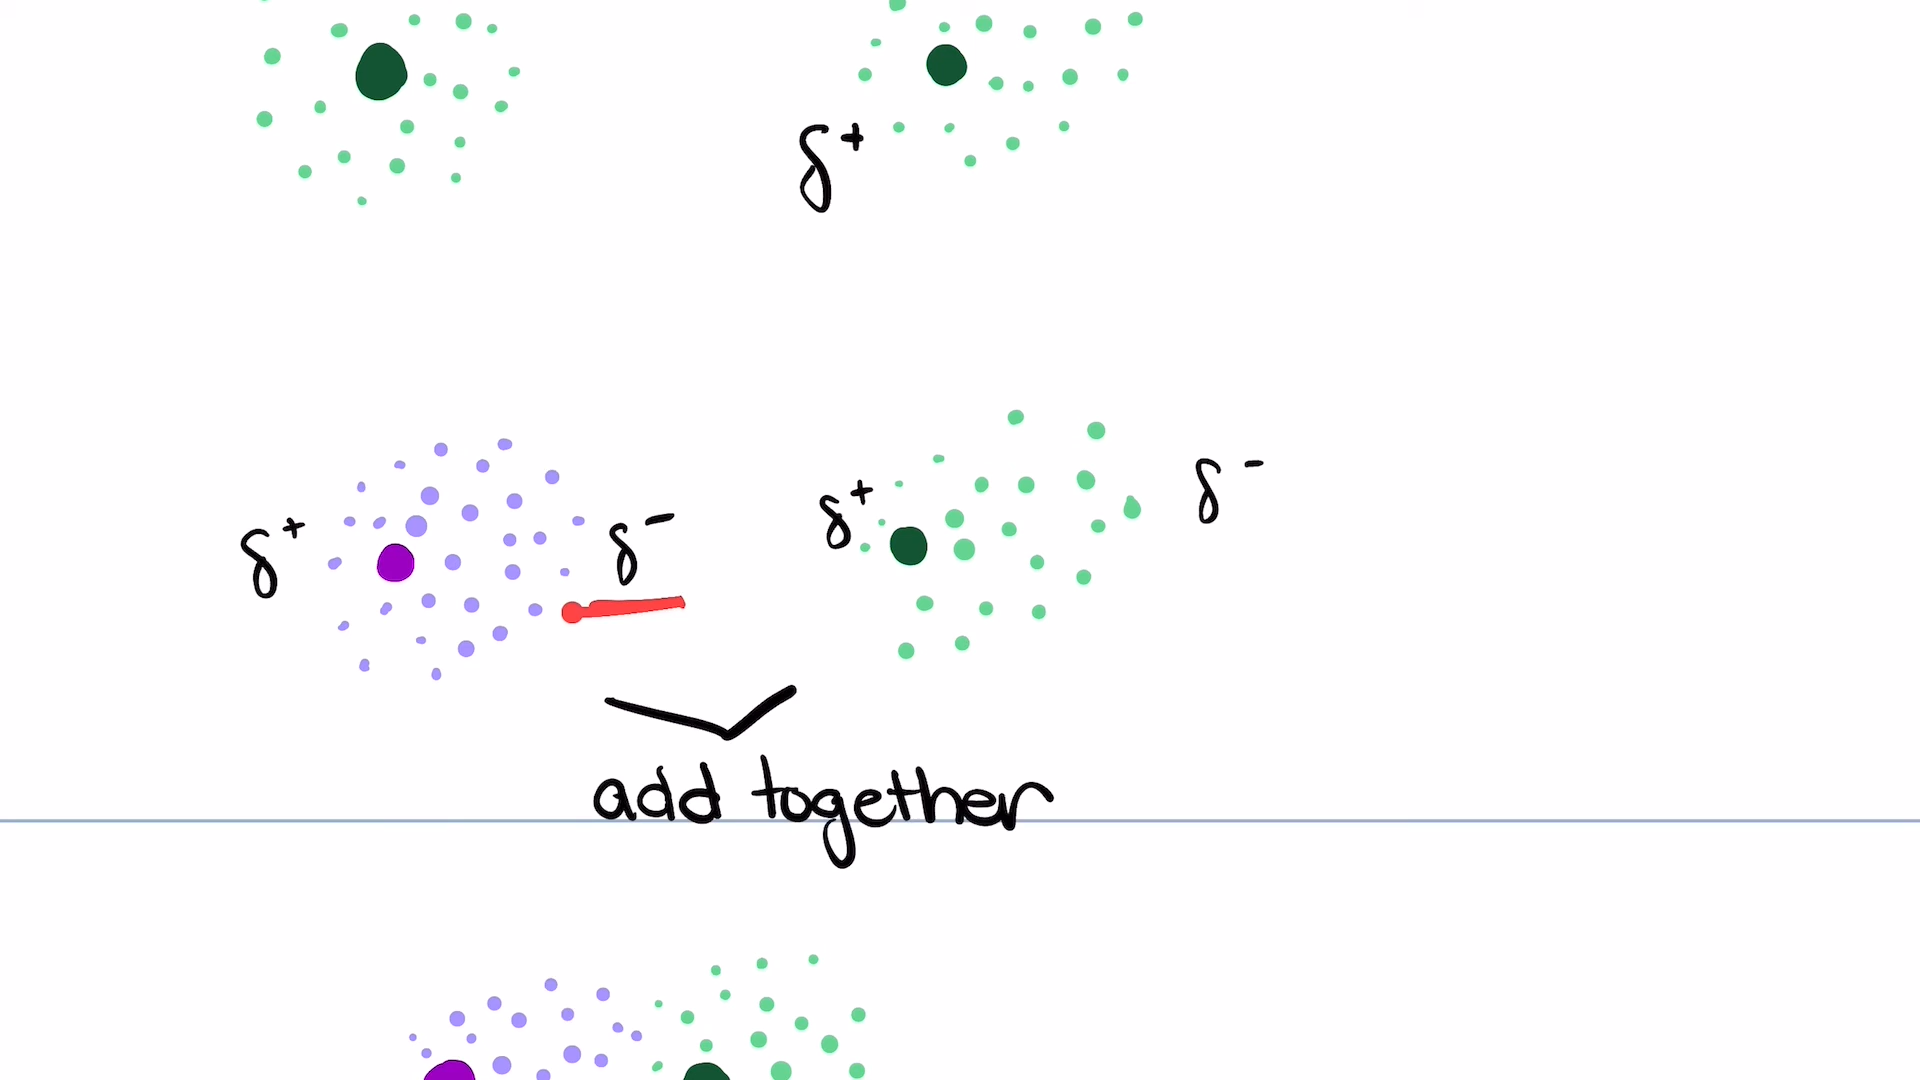 δ+
δ+ δ- δ+ δ-
add together